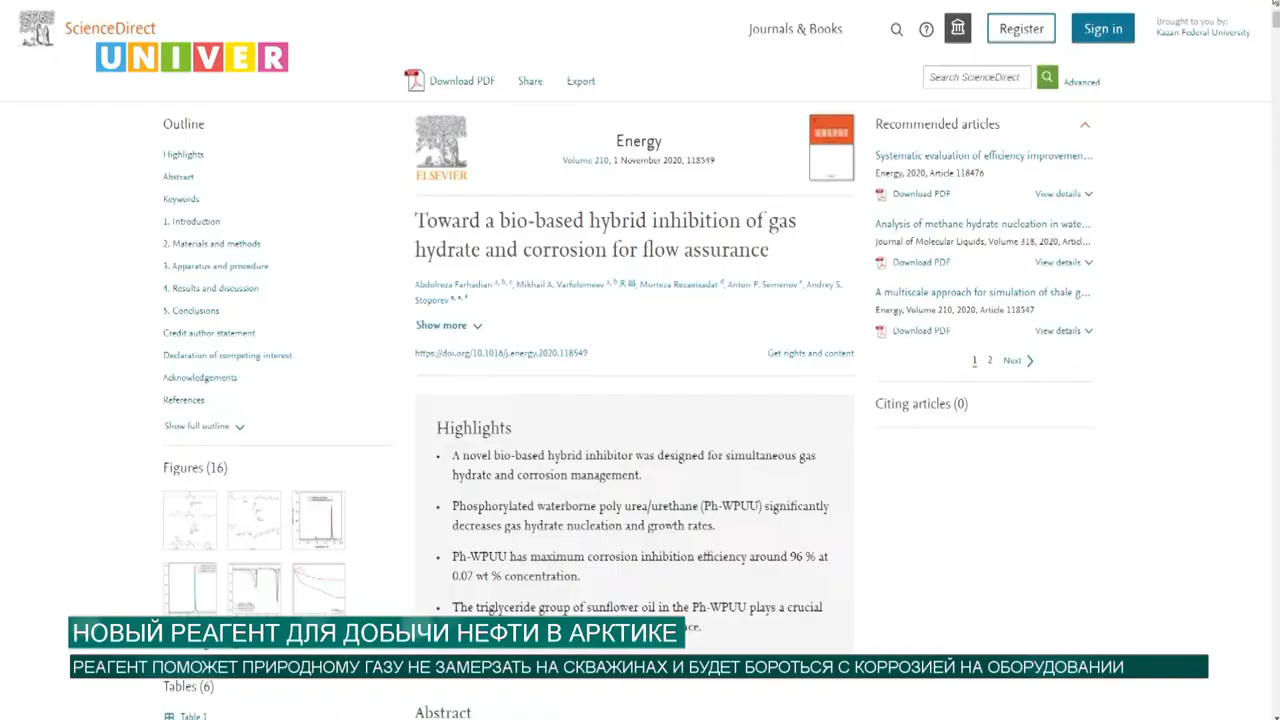 ScienceDirect
UNIVER
Journals & Books
Register
Sign in
Brought to you by:
Kazan Federal University
Download PDF
Share
Export
Search ScienceDirect
Advanced
Outline
Highlights
Abstract
Keywords
1. Introduction
2. Materials and methods
3. Apparatus and procedure
4. Results and discussion
5. Conclusions
Credit author statement
Declaration of competing interest
Acknowledgements
References
Show full outline
Figures (16)
Tables (6)
Table 1
ELSEVIER
Energy
Volume 210, 1 November 2020, 118549
Toward a bio-based hybrid inhibition of gas
hydrate and corrosion for flow assurance
Abdolreza Farhadian a, b, c, Mikhail A. Varfolomeev a, b, Morteza Rezaeisadat d, Anton P. Semenov e, Andrey S.
Stoporev a, e, f
Show more
https://doi.org/10.1016/j.energy.2020.118549
Get rights and content
Highlights
• A novel bio-based hybrid inhibitor was designed for simultaneous gas
hydrate and corrosion management.
• Phosphorylated waterborne poly urea/urethane (Ph-WPUU) significantly
decreases gas hydrate nucleation and growth rates.
• Ph-WPUU has maximum corrosion inhibition efficiency around 96 % at
0.07 wt % concentration.
• The triglyceride group of sunflower oil in the Ph-WPUU plays a crucial
Abstract
Recommended articles
Systematic evaluation of efficiency improvemen...
Energy, 2020, Article 118476
Download PDF
View details
Analysis of methane hydrate nucleation in wate...
Journal of Molecular Liquids, Volume 318, 2020, Articl...
Download PDF
View details
A multiscale approach for simulation of shale g...
Energy, Volume 210, 2020, Article 118547
Download PDF
View details
1 2 Next
Citing articles (0)
НОВЫЙ РЕАГЕНТ ДЛЯ ДОБЫЧИ НЕФТИ В АРКТИКЕ
РЕАГЕНТ ПОМОЖЕТ ПРИРОДНОМУ ГАЗУ НЕ ЗАМЕРЗАТЬ НА СКВАЖИНАХ И БУДЕТ БОРОТЬСЯ С КОРРОЗИЕЙ НА ОБОРУДОВАНИИ